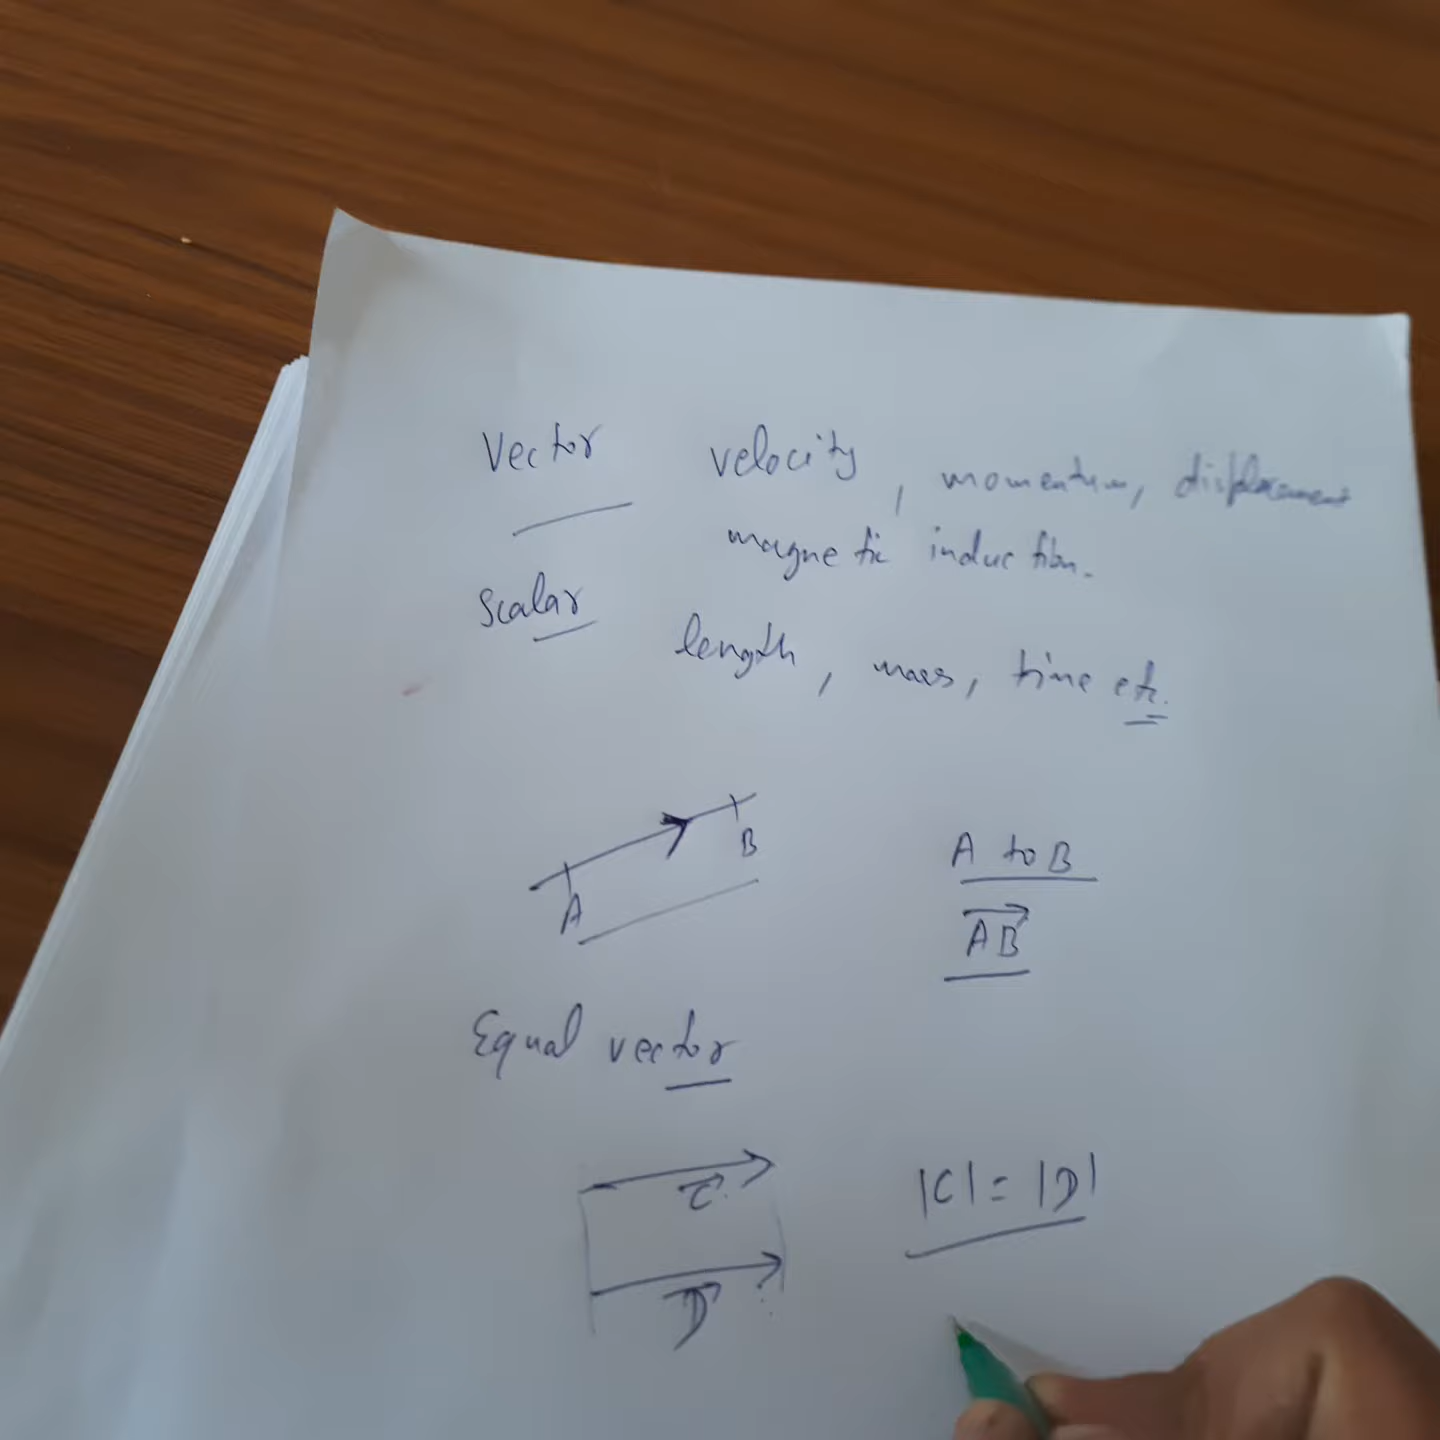 Vector velocity, momentum, displacement
magnetic induction.
Scalar
length, mass, time etc.
B
A
A to B
AB
Equal vector
C
|C| = |D|
D